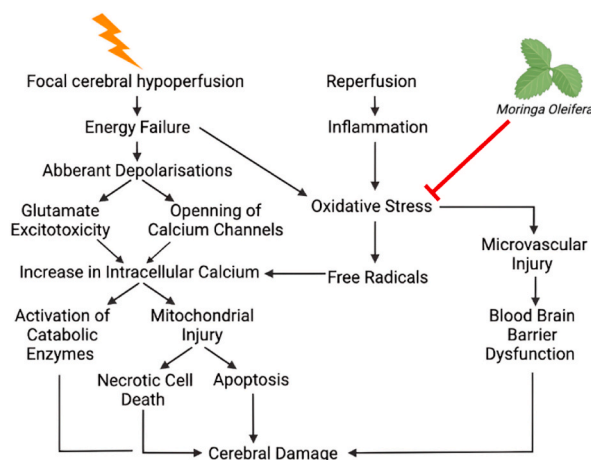 Focal cerebral hypoperfusion
Reperfusion
Moringa Oleifera
Energy Failure
Inflammation
Abberant Depolarisations
Glutamate
Excitotoxicity
Openning of
Calcium Channels
Oxidative Stress
Microvascular
Injury
Increase in Intracellular Calcium
Free Radicals
Activation of
Catabolic
Enzymes
Mitochondrial
Injury
Blood Brain
Barrier
Dysfunction
Necrotic Cell
Death
Apoptosis
Cerebral Damage